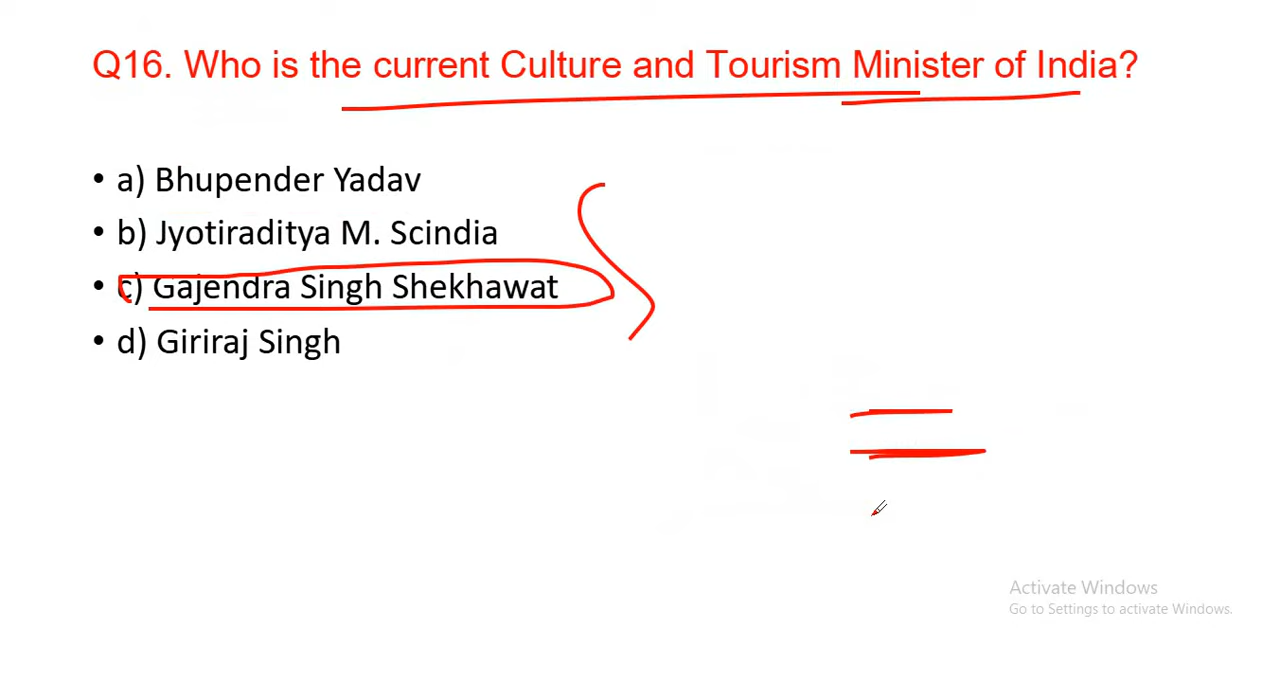 Q16. Who is the current Culture and Tourism Minister of India?
• a) Bhupender Yadav
• b) Jyotiraditya M. Scindia
• c) Gajendra Singh Shekhawat
• d) Giriraj Singh
Activate Windows
Go to Settings to activate Windows.